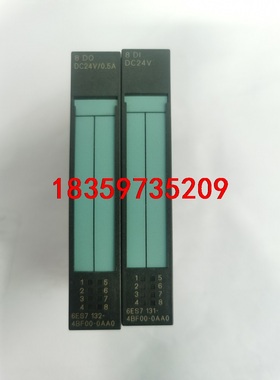 8 DO
DC24V/0.5A
8 DI
DC24V
18359735209
1 5
2 6
3 7
4 8
6ES7 132-
4BF00-0AA0
1 5
2 6
3 7
4 8
6ES7 131-
4BF00-0AA0